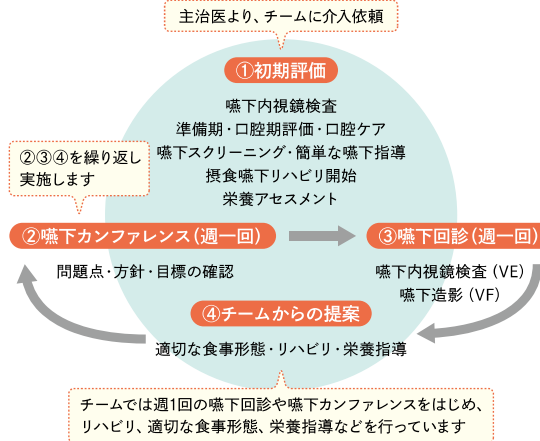 主治医より、チームに介入依頼
①初期評価
嚥下内視鏡検査
準備期・口腔期評価・口腔ケア
嚥下スクリーニング・簡単な嚥下指導
摂食嚥下リハビリ開始
栄養アセスメント
②③④を繰り返し
実施します
②嚥下カンファレンス（週一回）
③嚥下回診（週一回）
問題点・方針・目標の確認
嚥下内視鏡検査（VE）
嚥下造影（VF）
④チームからの提案
適切な食事形態・リハビリ・栄養指導
チームでは週1回の嚥下回診や嚥下カンファレンスをはじめ、
リハビリ、適切な食事形態、栄養指導などを行っています